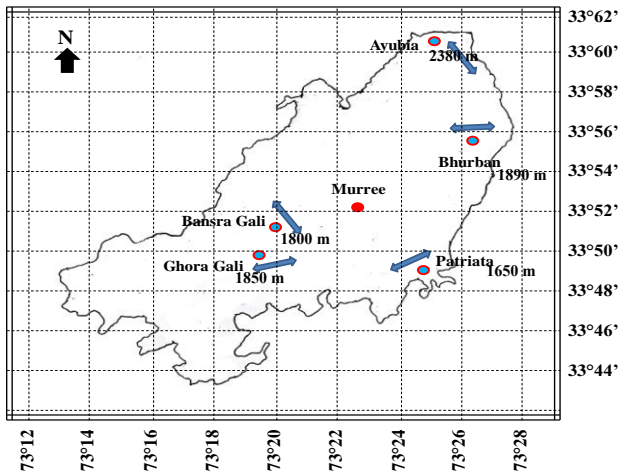 N
33°62’
Ayubia
33°60’
2380 m
33°58’
33°56’
Bhurban
33°54’
1890 m
Murree
33°52’
Bansra Gali
1800 m
33°50’
Ghora Gali
Patriata
1850 m
1650 m
33°48’
33°46’
33°44’
73°12
73°14
73°16
73°18
73°20
73°22
73°24
73°26
73°28